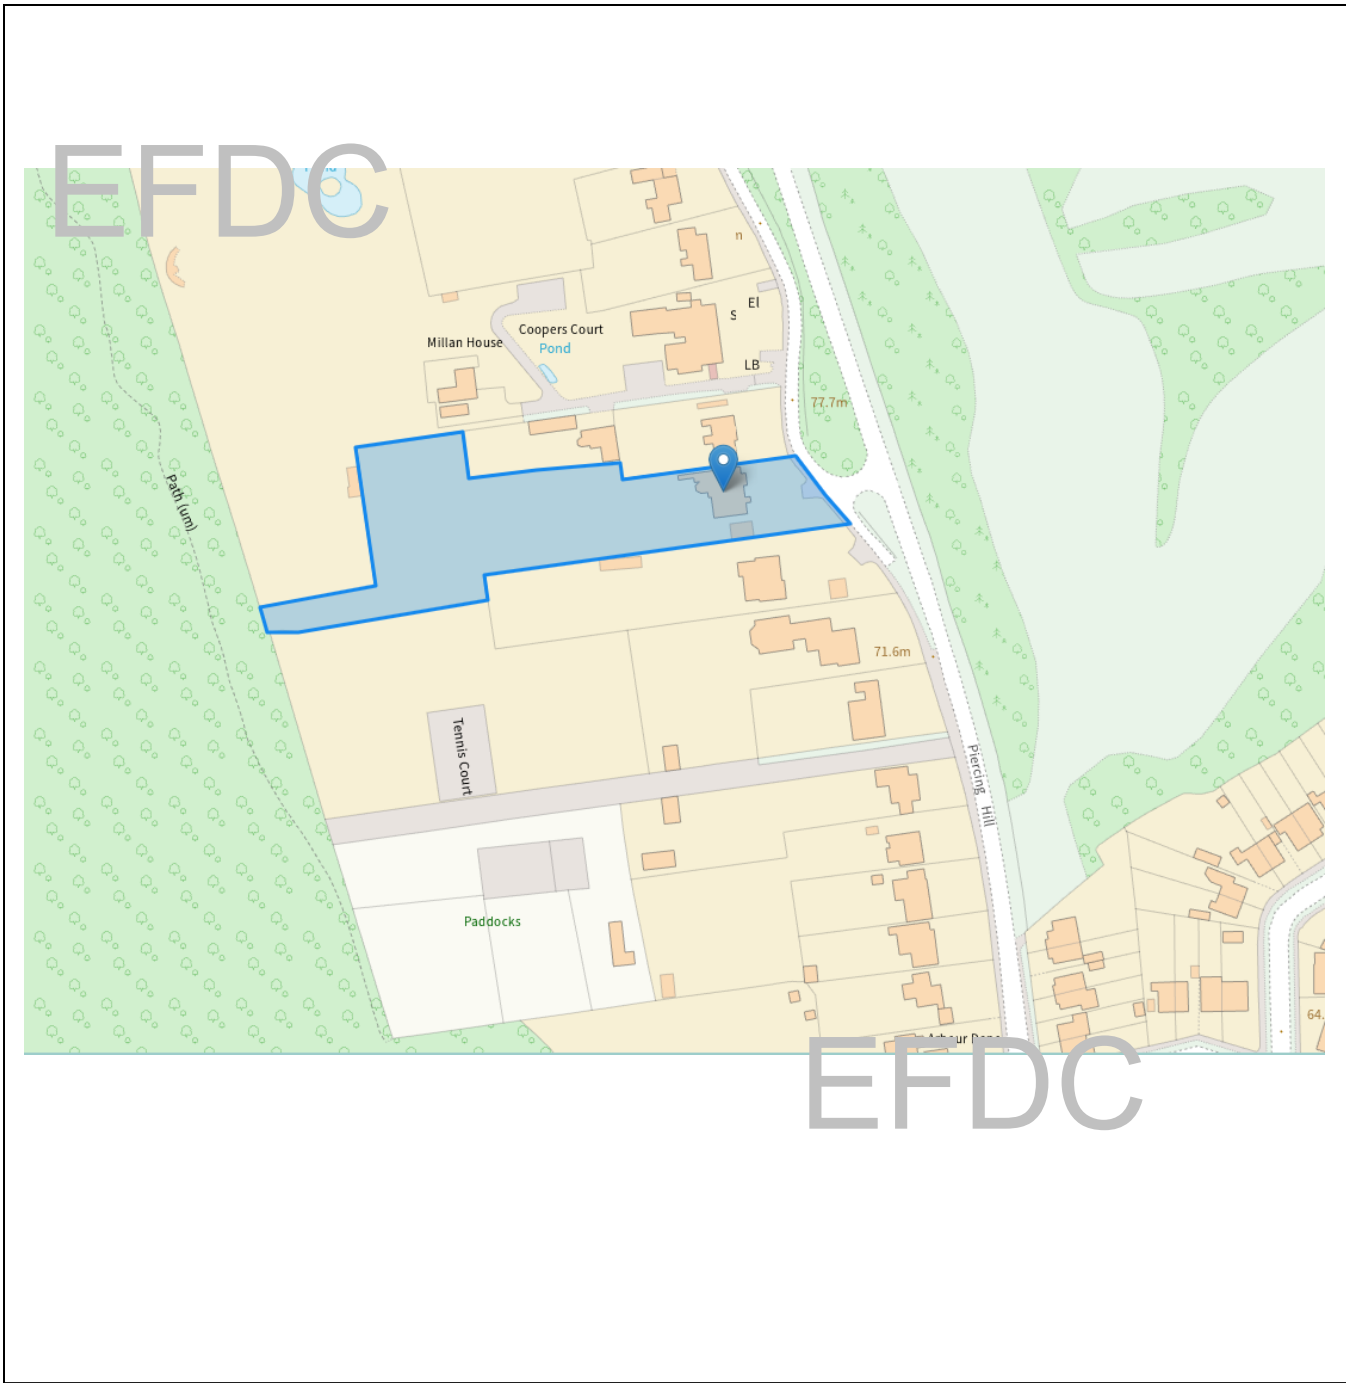 EFDC
El
S
Coopers Court
Millan House
Pond
LB
77.7m
Path (um)
71.6m
Tennis Court
Piercing Hill
Paddocks
64.
EFDC